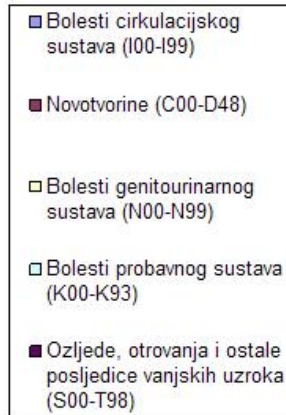 Bolesti cirkulacijskog
sustava (I00-I99)
Novotvorine (C00-D48)
Bolesti genitourinarnog
sustava (N00-N99)
Bolesti probavnog sustava
(K00-K93)
Ozljede, otrovanja i ostale
posljedice vanjskih uzroka
(S00-T98)